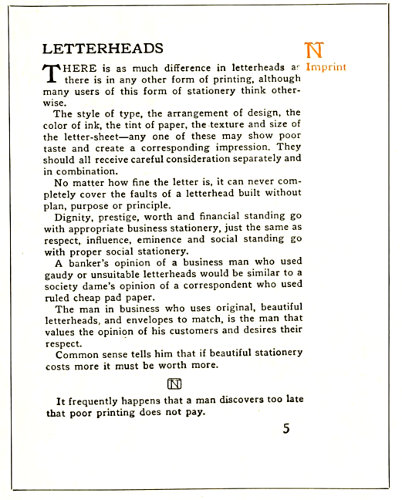 LETTERHEADS
N
Imprint
THERE is as much difference in letterheads as
there is in any other form of printing, although
many users of this form of stationery think other-
wise.
The style of type, the arrangement of design, the
color of ink, the tint of paper, the texture and size of
the letter-sheet—any one of these may show poor
taste and create a corresponding impression. They
should all receive careful consideration separately and
in combination.
No matter how fine the letter is, it can never com-
pletely cover the faults of a letterhead built without
plan, purpose or principle.
Dignity, prestige, worth and financial standing go
with appropriate business stationery, just the same as
respect, influence, eminence and social standing go
with proper social stationery.
A banker's opinion of a business man who used
gaudy or unsuitable letterheads would be similar to a
society dame's opinion of a correspondent who used
ruled cheap pad paper.
The man in business who uses original, beautiful
letterheads, and envelopes to match, is the man that
values the opinion of his customers and desires their
respect.
Common sense tells him that if beautiful stationery
costs more it must be worth more.
N
It frequently happens that a man discovers too late
that poor printing does not pay.
5